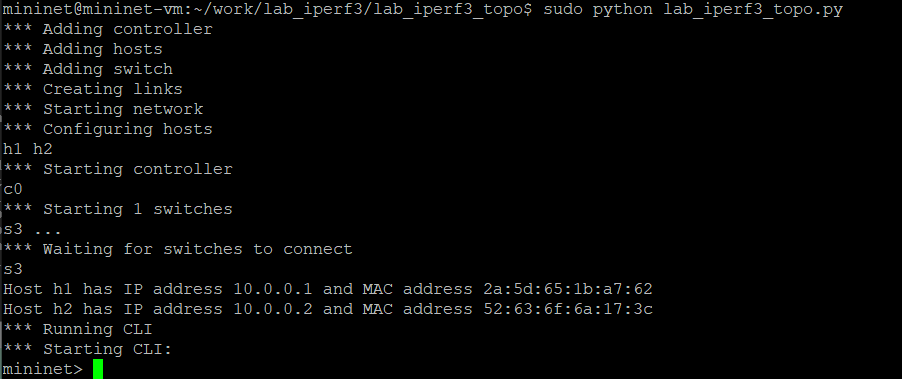 mininet@mininet-vm:~/work/lab_iperf3/lab_iperf3_topo$ sudo python lab_iperf3_topo.py
*** Adding controller
*** Adding hosts
*** Adding switch
*** Creating links
*** Starting network
*** Configuring hosts
h1 h2
*** Starting controller
c0
*** Starting 1 switches
s3 ...
*** Waiting for switches to connect
s3
Host h1 has IP address 10.0.0.1 and MAC address 2a:5d:65:1b:a7:62
Host h2 has IP address 10.0.0.2 and MAC address 52:63:6f:6a:17:3c
*** Running CLI
*** Starting CLI:
mininet>